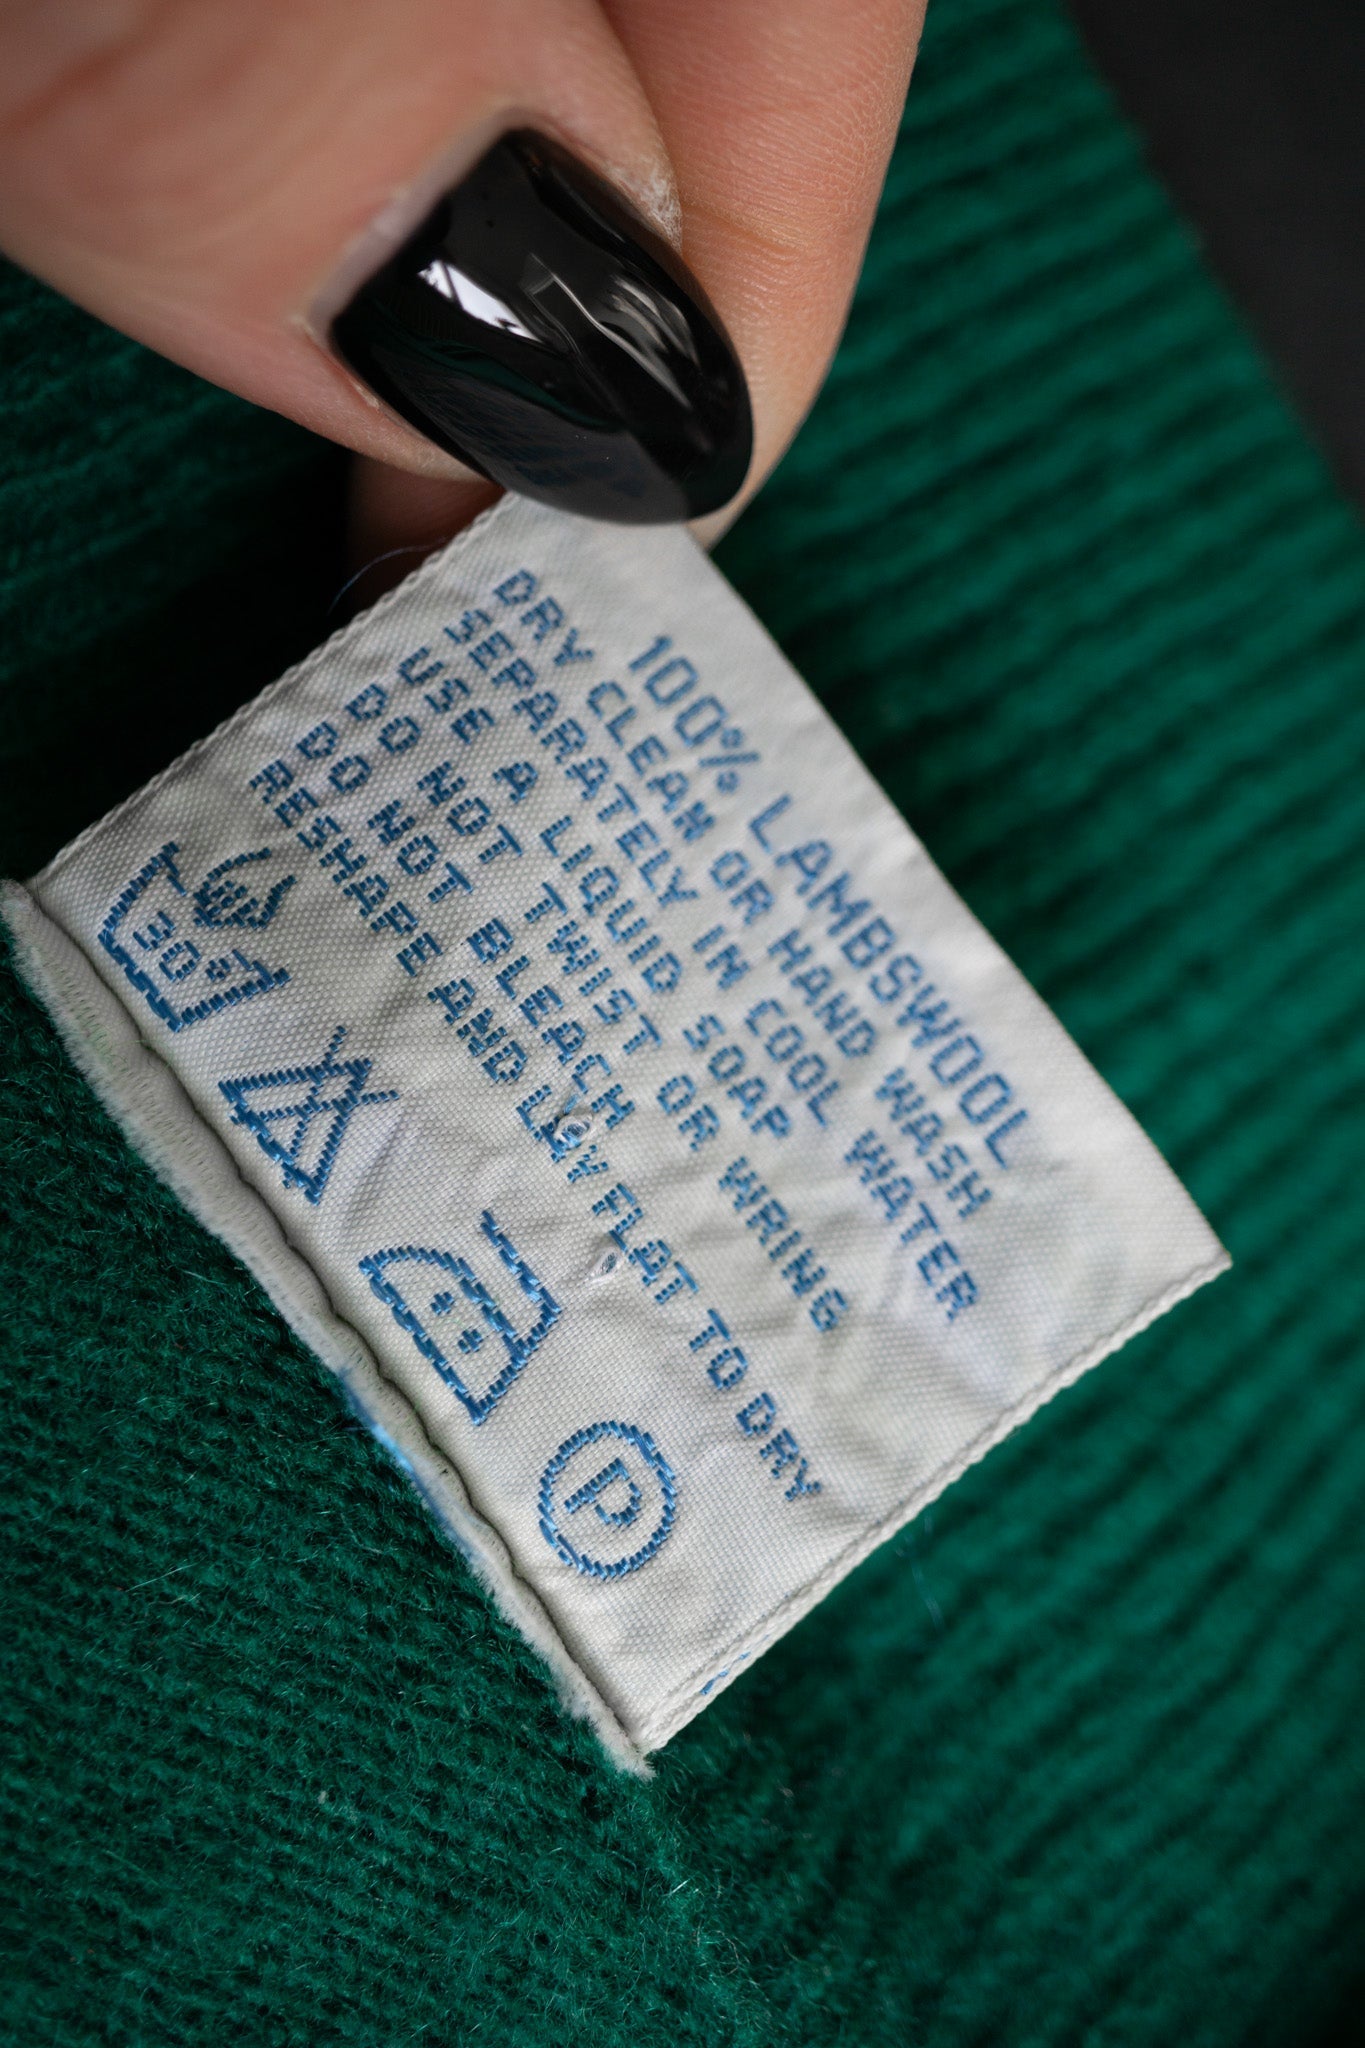 100% LAMBSWOOL
DRY CLEAN OR HAND WASH
SEPARATELY IN COOL WATER
USE A LIQUID SOAP
DO NOT TWIST OR WRING
DO NOT BLEACH
RESHAPE AND LAY FLAT TO DRY
30°
P